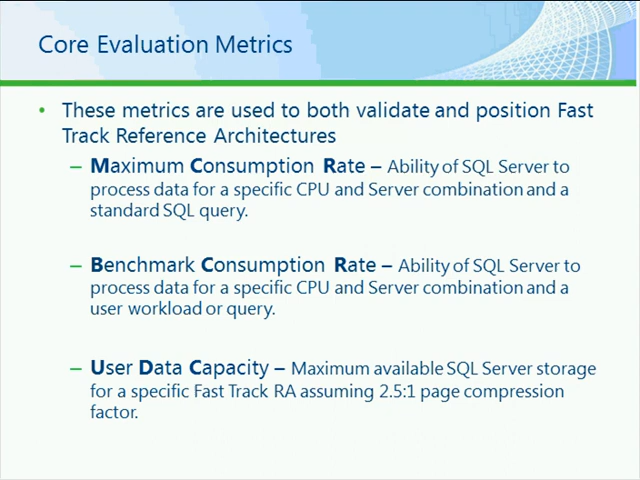 Core Evaluation Metrics
• These metrics are used to both validate and position Fast
Track Reference Architectures
– Maximum Consumption Rate – Ability of SQL Server to
process data for a specific CPU and Server combination and a
standard SQL query.
– Benchmark Consumption Rate – Ability of SQL Server to
process data for a specific CPU and Server combination and a
user workload or query.
– User Data Capacity – Maximum available SQL Server storage
for a specific Fast Track RA assuming 2.5:1 page compression
factor.